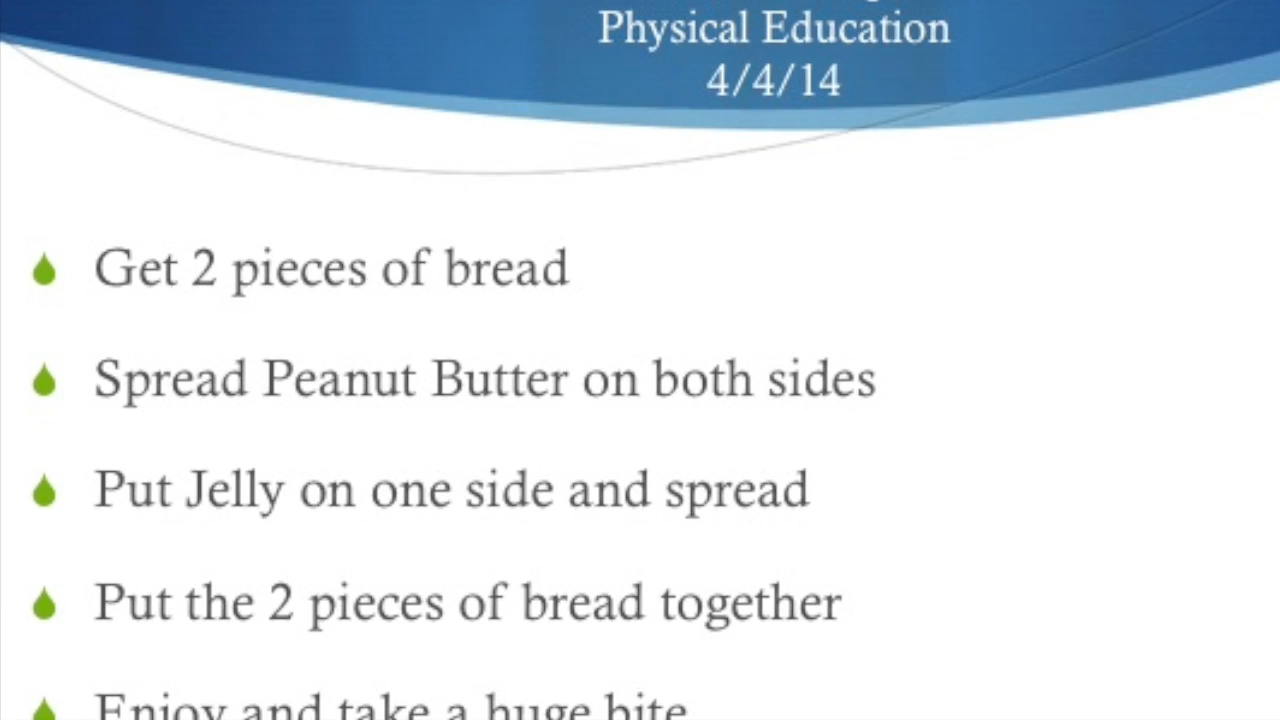 Physical Education
4/4/14
Get 2 pieces of bread
Spread Peanut Butter on both sides
Put Jelly on one side and spread
Put the 2 pieces of bread together
Enjoy and take a huge bite